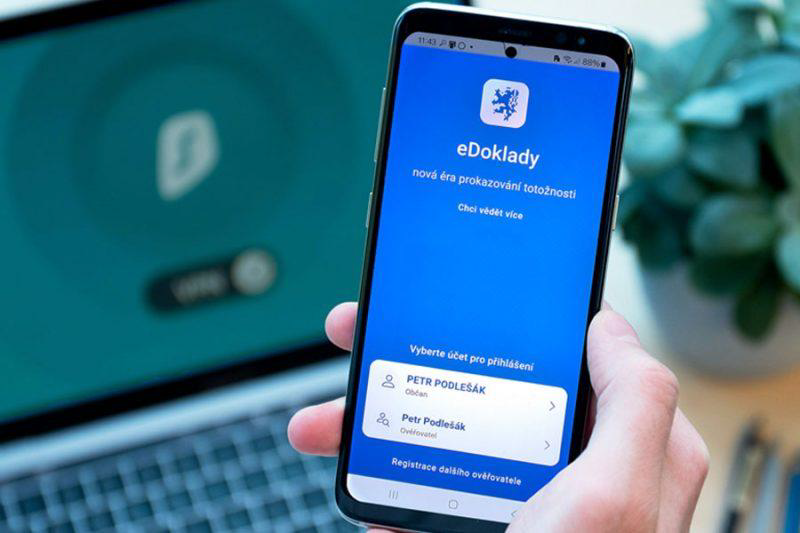 11:43
88%
eDoklady
nová éra prokazování totožnosti
Chci vědět více
Vyberte účet pro přihlášení
PETR PODLEŠÁK
Občan
Petr Podlešák
Ověřovatel
Registrace dalšího ověřovatele
VPN